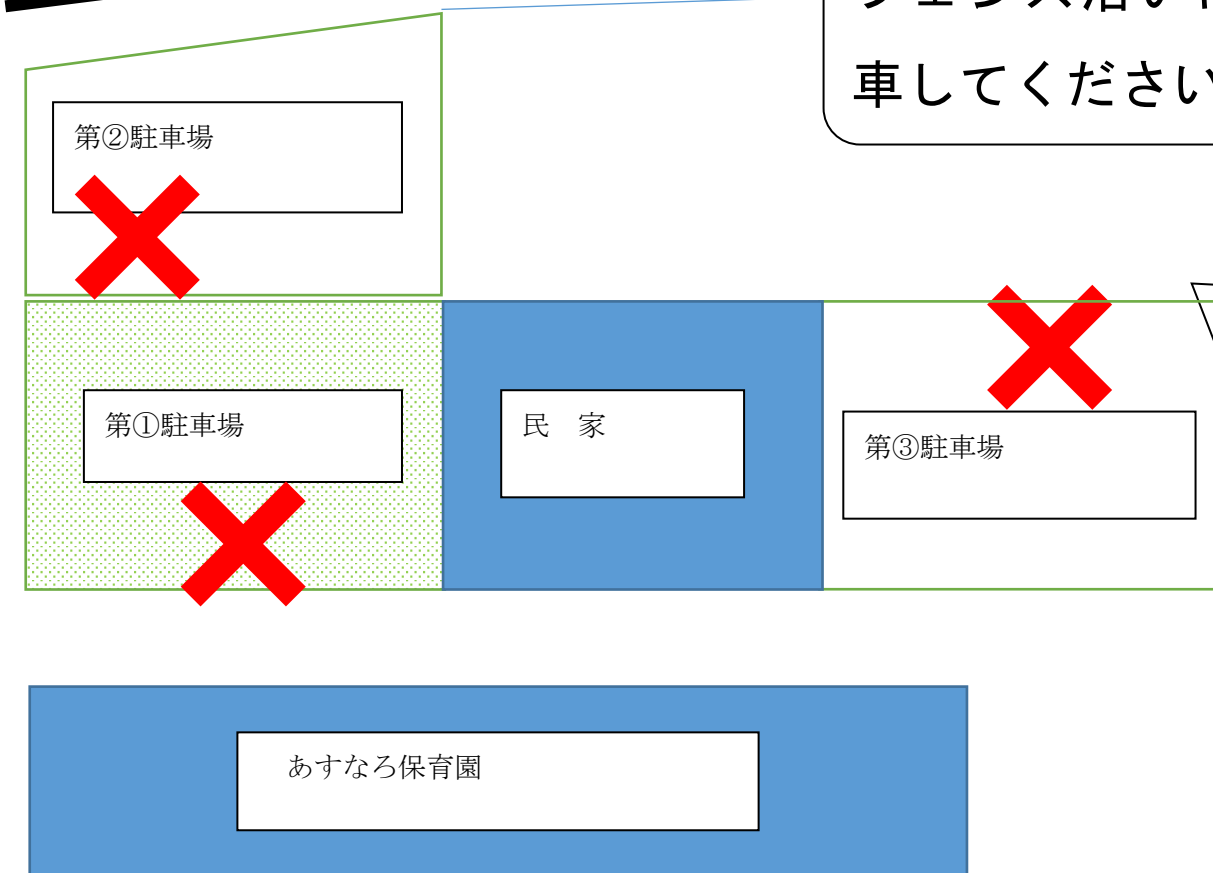 車してください
第②駐車場
第①駐車場
民　家
第③駐車場
あすなろ保育園